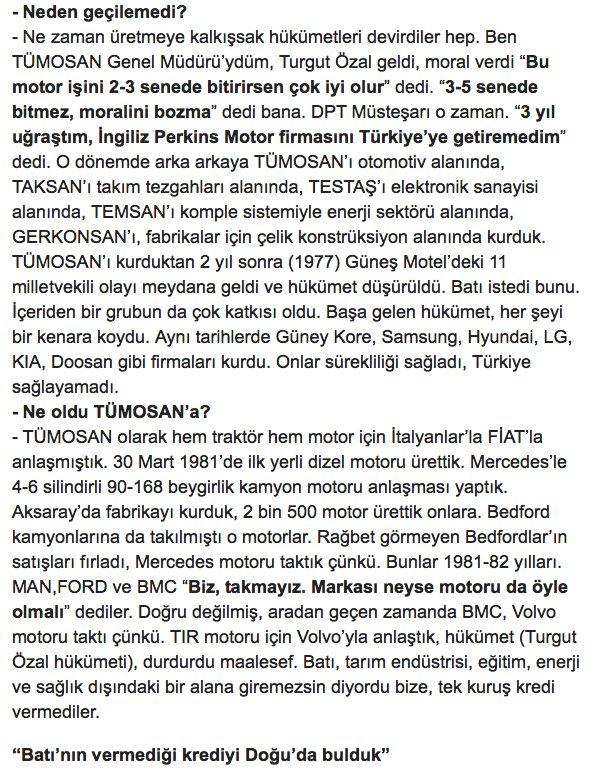 - Neden geçilemedi?
- Ne zaman üretmeye kalkışsak hükümetleri devirdiler hep. Ben
TÜMOSAN Genel Müdürü’ydüm, Turgut Özal geldi, moral verdi “Bu
motor işini 2-3 senede bitirirsen çok iyi olur” dedi. “3-5 senede
bitmez, moralini bozma” dedi bana. DPT Müsteşarı o zaman. “3 yıl
uğraştım, İngiliz Perkins Motor firmasını Türkiye’ye getiremedim”
dedi. O dönemde arka arkaya TÜMOSAN’ı otomotiv alanında,
TAKSAN’ı takım tezgahları alanında, TESTAŞ’ı elektronik sanayisi
alanında, TEMSAN’ı komple sistemiyle enerji sektörü alanında,
GERKONSAN’ı, fabrikalar için çelik konstrüksiyon alanında kurduk.
TÜMOSAN’ı kurduktan 2 yıl sonra (1977) Güneş Motel’deki 11
milletvekili olayı meydana geldi ve hükümet düşürüldü. Batı istedi bunu.
İçeriden bir grubun da çok katkısı oldu. Başa gelen hükümet, her şeyi
bir kenara koydu. Aynı tarihlerde Güney Kore, Samsung, Hyundai, LG,
KIA, Doosan gibi firmaları kurdu. Onlar sürekliliği sağladı, Türkiye
sağlayamadı.
- Ne oldu TÜMOSAN’a?
- TÜMOSAN olarak hem traktör hem motor için İtalyanlar’la FİAT’la
anlaşmıştık. 30 Mart 1981’de ilk yerli dizel motoru ürettik. Mercedes’le
4-6 silindirli 90-168 beygirlik kamyon motoru anlaşması yaptık.
Aksaray’da fabrikayı kurduk, 2 bin 500 motor ürettik onlara. Bedford
kamyonlarına da takılmıştı o motorlar. Rağbet görmeyen Bedfordlar’ın
satışları fırladı, Mercedes motoru taktık çünkü. Bunlar 1981-82 yılları.
MAN,FORD ve BMC “Biz, takmayız. Markası neyse motoru da öyle
olmalı” dediler. Doğru değilmiş, aradan geçen zamanda BMC, Volvo
motoru taktı çünkü. TIR motoru için Volvo’yla anlaştık, hükümet (Turgut
Özal hükümeti), durdurdu maalesef. Batı, tarım endüstrisi, eğitim, enerji
ve sağlık dışındaki bir alana giremezsin diyordu bize, tek kuruş kredi
vermediler.
“Batı’nın vermediği krediyi Doğu’da bulduk”